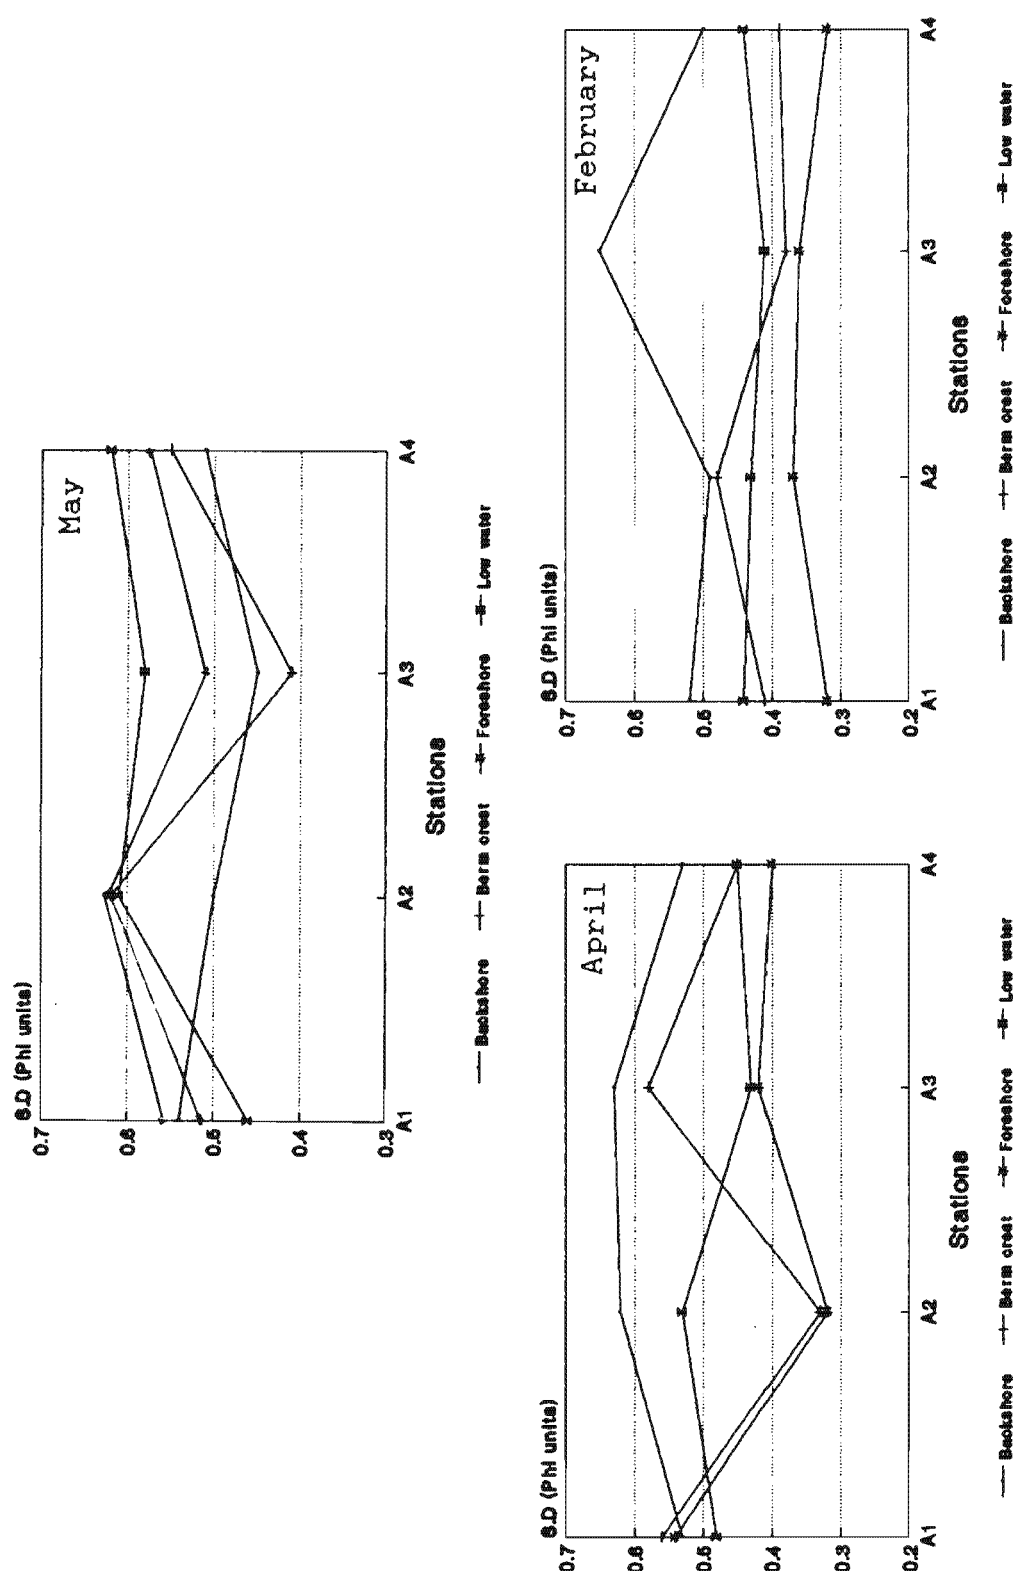 S.D (Phi units)
May
0.7
0.6
0.5
0.4
0.3
A1 A2 A3 A4
Stations
Backshore Berm crest Foreshore Low water
S.D (Phi units)
April
0.7
0.6
0.5
0.4
0.3
0.2
A1 A2 A3 A4
Stations
Backshore Berm crest Foreshore Low water
S.D (Phi units)
February
0.7
0.6
0.5
0.4
0.3
0.2
A1 A2 A3 A4
Stations
Backshore Berm crest Foreshore Low water